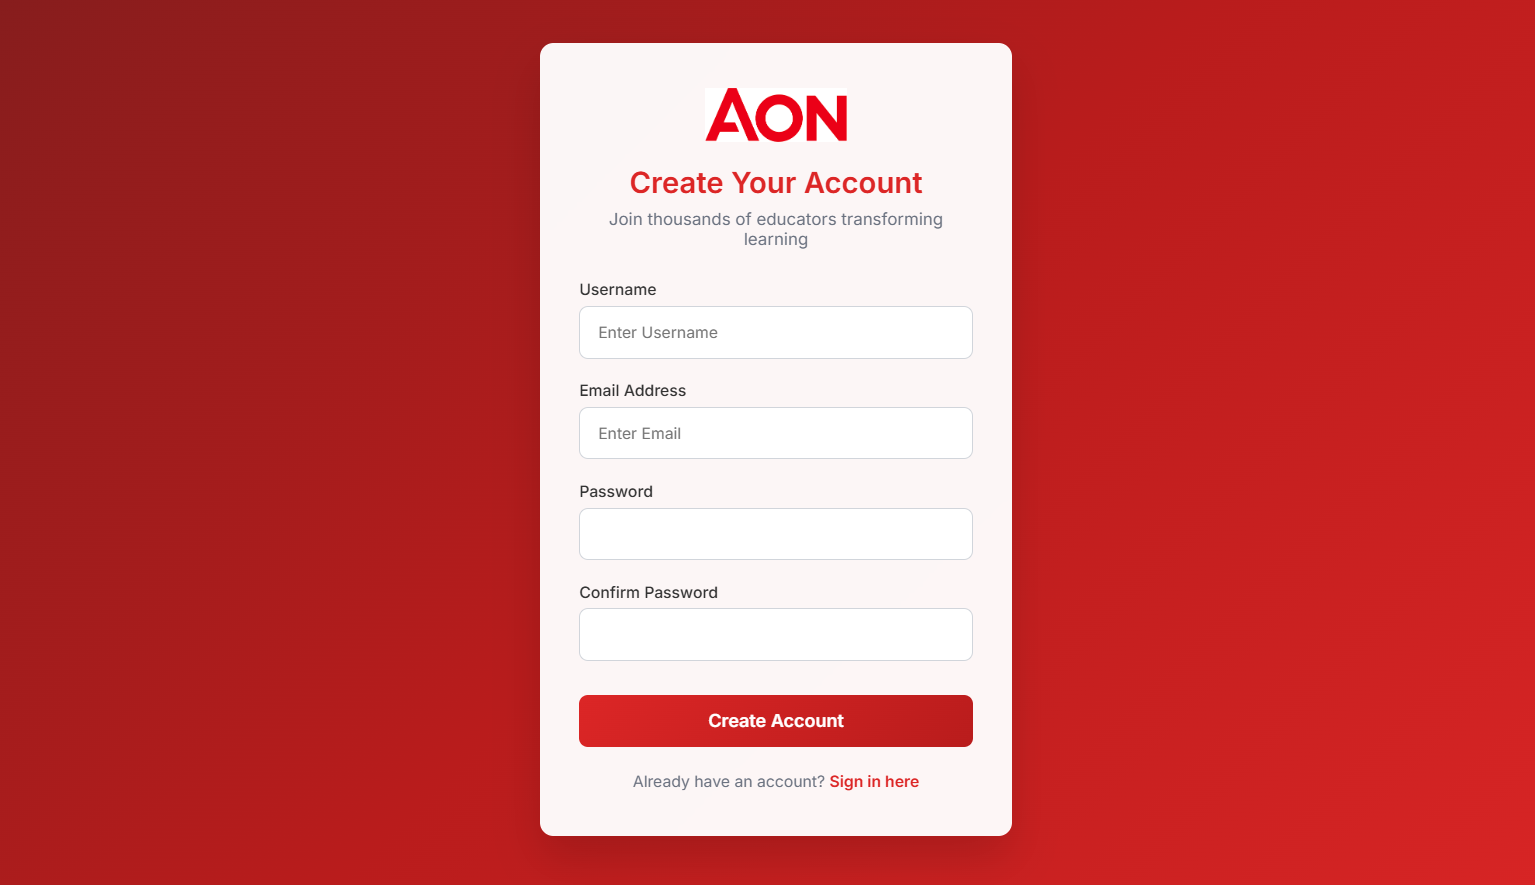 AON
Create Your Account
Join thousands of educators transforming
learning
Username
Enter Username
Email Address
Enter Email
Password
Confirm Password
Create Account
Already have an account? Sign in here